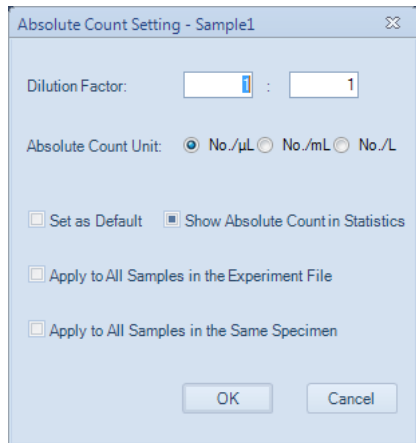 Absolute Count Setting - Sample1
Dilution Factor: 1 : 1
Absolute Count Unit: No./µL No./mL No./L
Set as Default Show Absolute Count in Statistics
Apply to All Samples in the Experiment File
Apply to All Samples in the Same Specimen
OK Cancel